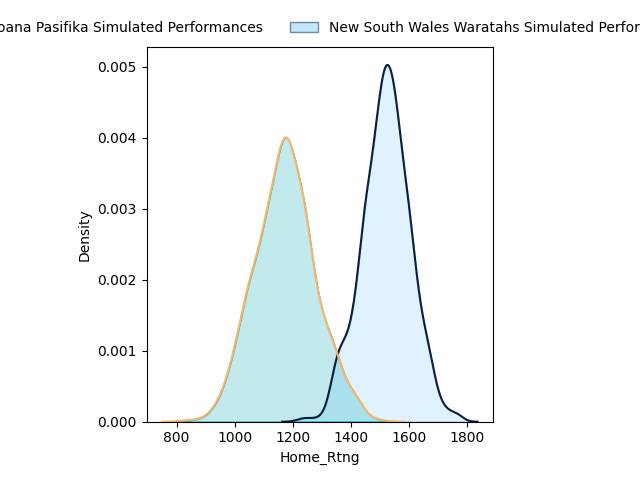 oana Pasifika Simulated Performances New South Wales Waratahs Simulated Perfor
0.005
0.004
0.003
0.002
0.001
0.000
Density
800 1000 1200 1400 1600 1800
Home_Rtng